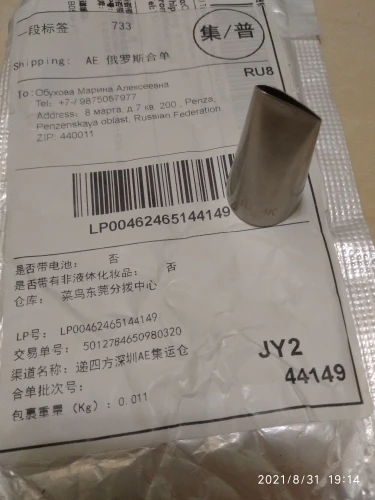 一段标签 733
集/普
Shipping: AE 俄罗斯合单
RU8
To: Обухова Марина Алексеевна
Tel: +7-/9875057977
Address: 8 марта, д.7 кв. 200, Penza,
Penzenskaya oblast, Russian Federation
ZIP: 440011
LP00462465144149
是否带电池: 否
是否有非液体化妆品: 否
仓库: 菜鸟东莞分拨中心
LP号: LP00462465144149
交易单号: 5012784650980320
渠道名称: 递四方深圳AE集运仓
合单批次号:
包裹重量(Kg): 0.011
JY2
44149
2021/8/31 19:14